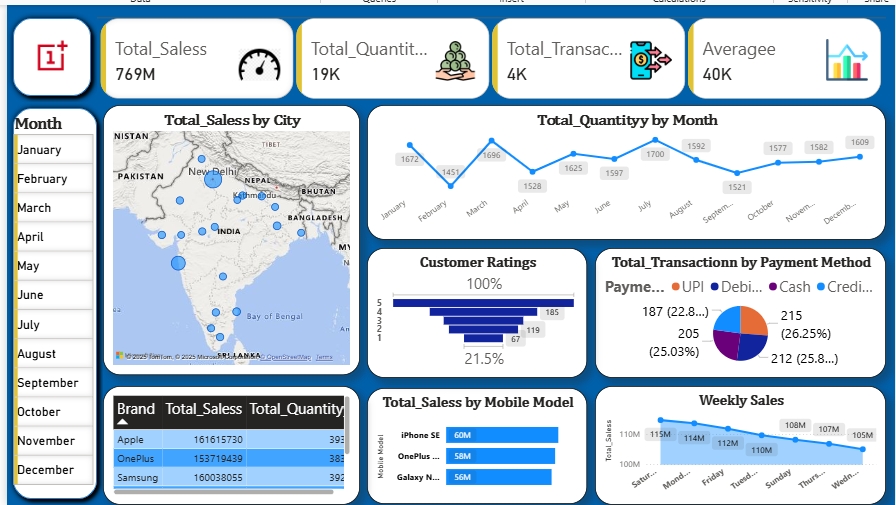 Data
Queries
Insert
Calculations
Sensitivity
Share
1+
Total_Saless
769M
Total_Quantit...
19K
Total_Transac...
4K
Averagee
40K
Month
January
February
March
April
May
June
July
August
September
October
November
December
Total_Saless by City
NISTAN
TIBET
New Delhi
PAKISTAN
NEPAL
Kathmandu
BHUTAN
BANGLADESH
INDIA
MY
Bay of Bengal
An
SRI LANKA
© 2025 TomTom, © 2025 Microsoft
© OpenStreetMap Terms
Total_Quantityy by Month
1672
1451
1696
1528
1625
1597
1700
1592
1521
1577
1582
1609
January
February
March
April
May
June
July
August
Septem...
October
Novem...
Decemb...
Customer Ratings
100%
5
4
3
2
1
185
119
67
21.5%
Total_Transactionn by Payment Method
Payme... UPI Debi... Cash Credi...
187 (22.8...)
215
(26.25%)
205
(25.03%)
212 (25.8...)
Brand Total_Saless Total_Quantity
Apple 161615730 393
OnePlus 153719439 383
Samsung 160038055 392
Total_Saless by Mobile Model
Mobile Model
iPhone SE 60M
OnePlus ... 58M
Galaxy N... 56M
Weekly Sales
Total_Saless
110M
100M
115M
114M
112M
110M
108M
107M
105M
Satur...
Mond...
Friday
Tuesd...
Sunday
Thurs...
Wedn...